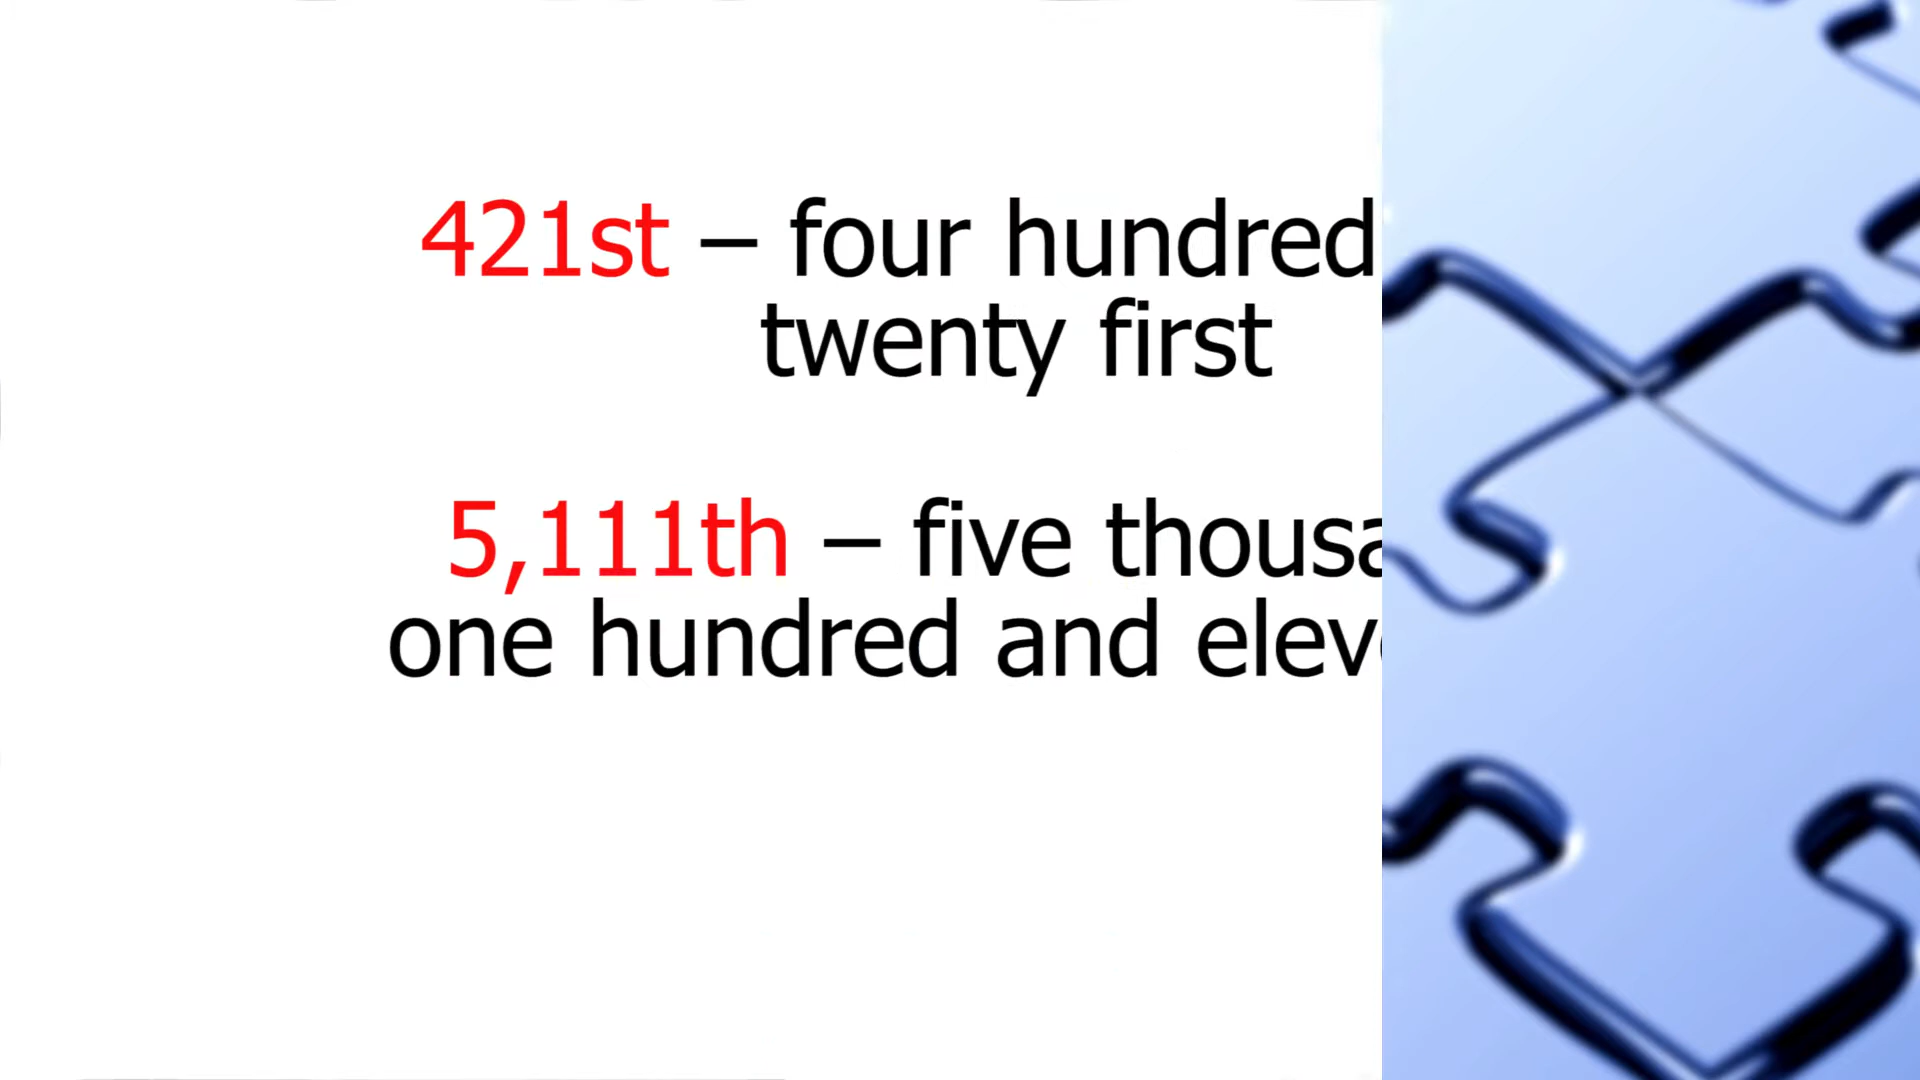 421st – four hundred
twenty first
5,111th – five
one hundred and